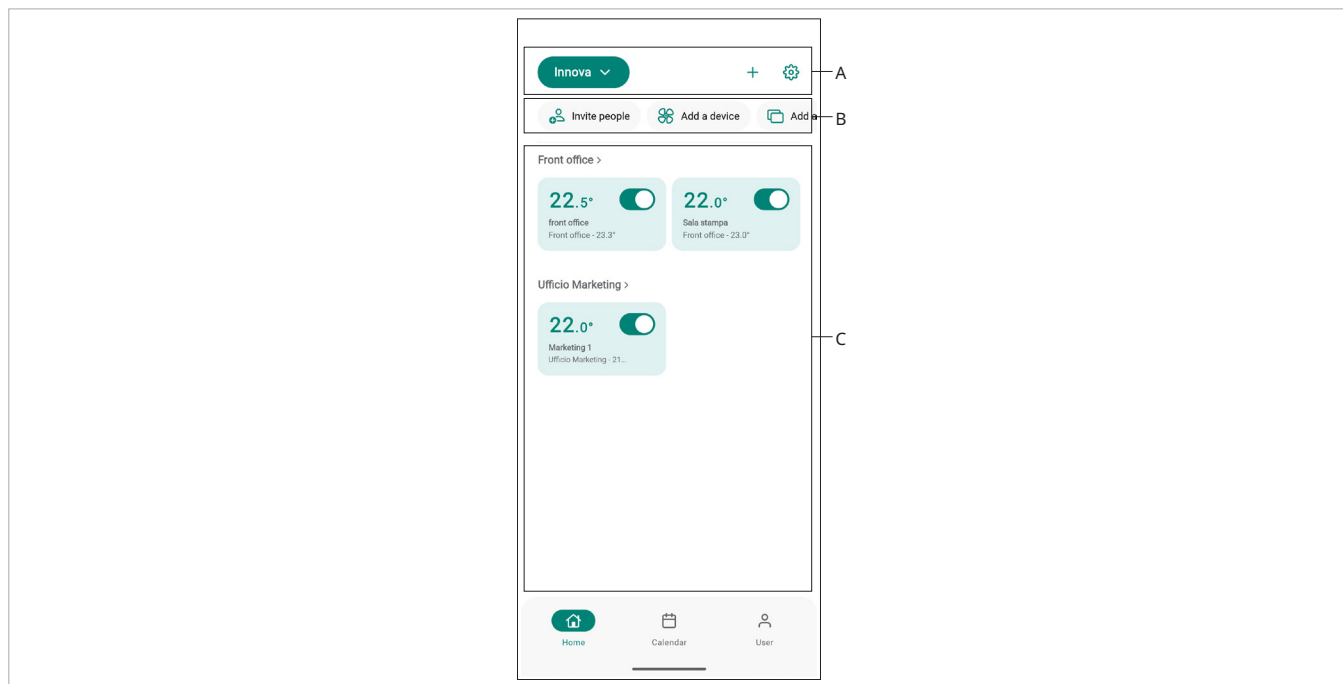 Innova
A
Invite people Add a device Add a
B
Front office >
22.5° 22.0°
front office Sala stampa
Front office - 23.3° Front office - 23.0°
Ufficio Marketing >
22.0°
Marketing 1
Ufficio Marketing - 21...
C
Home Calendar User